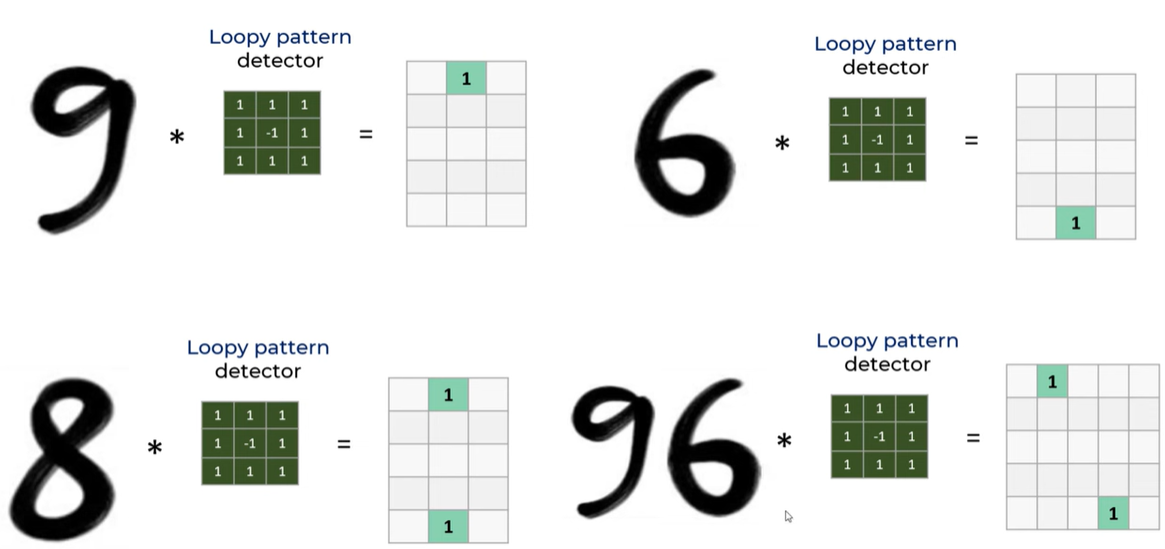 Loopy pattern
detector
9
*
1 1 1
1 -1 1
1 1 1
=
1
Loopy pattern
detector
6
*
1 1 1
1 -1 1
1 1 1
=
1
Loopy pattern
detector
8
*
1 1 1
1 -1 1
1 1 1
=
1
1
Loopy pattern
detector
96
*
1 1 1
1 -1 1
1 1 1
=
1
1